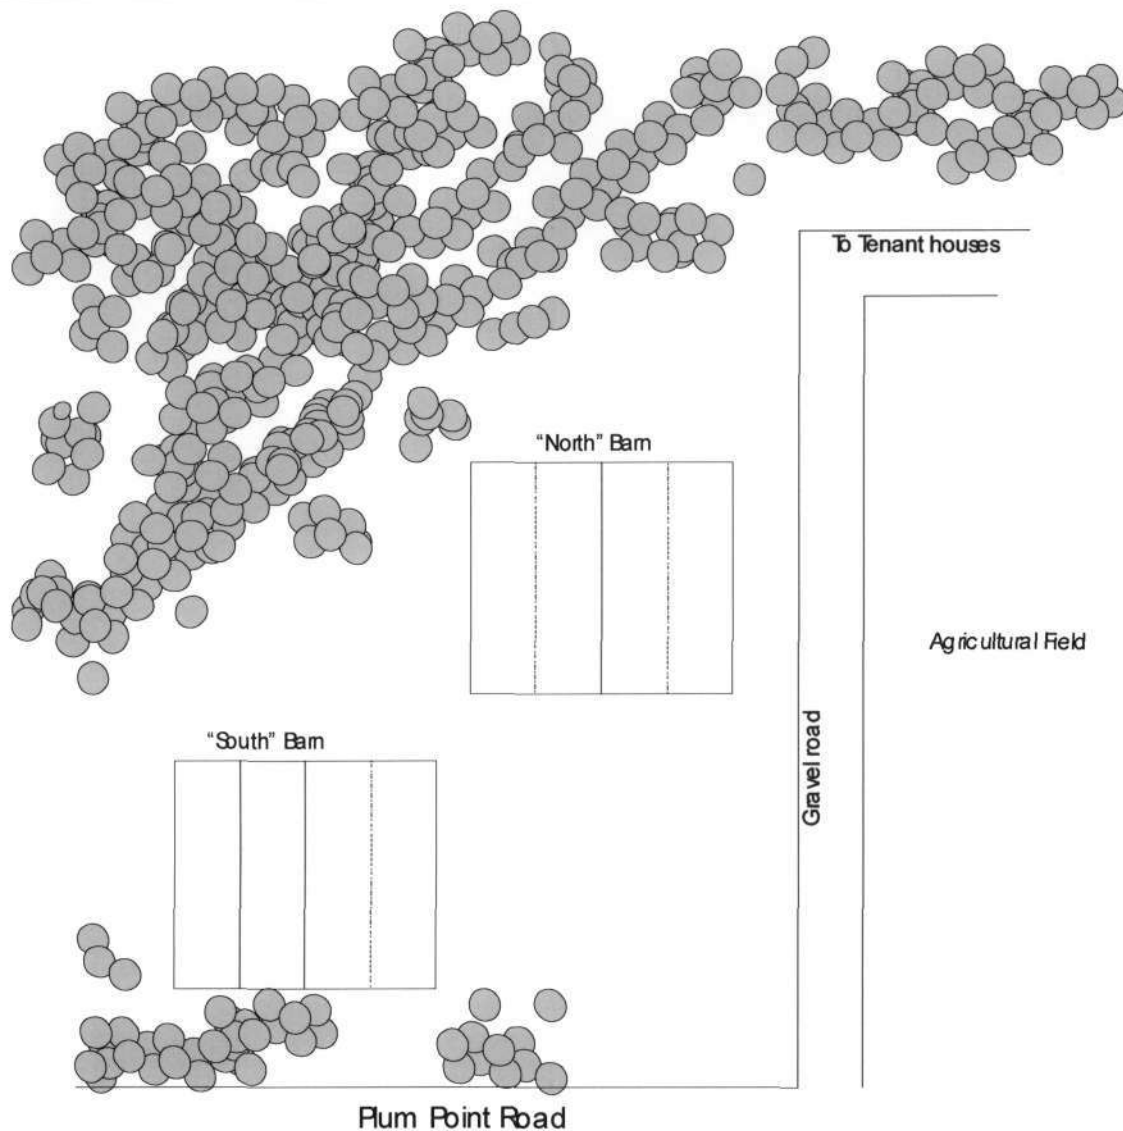 To Tenant houses
“North” Barn
Agricultural Field
Gravel road
“South” Barn
Plum Point Road